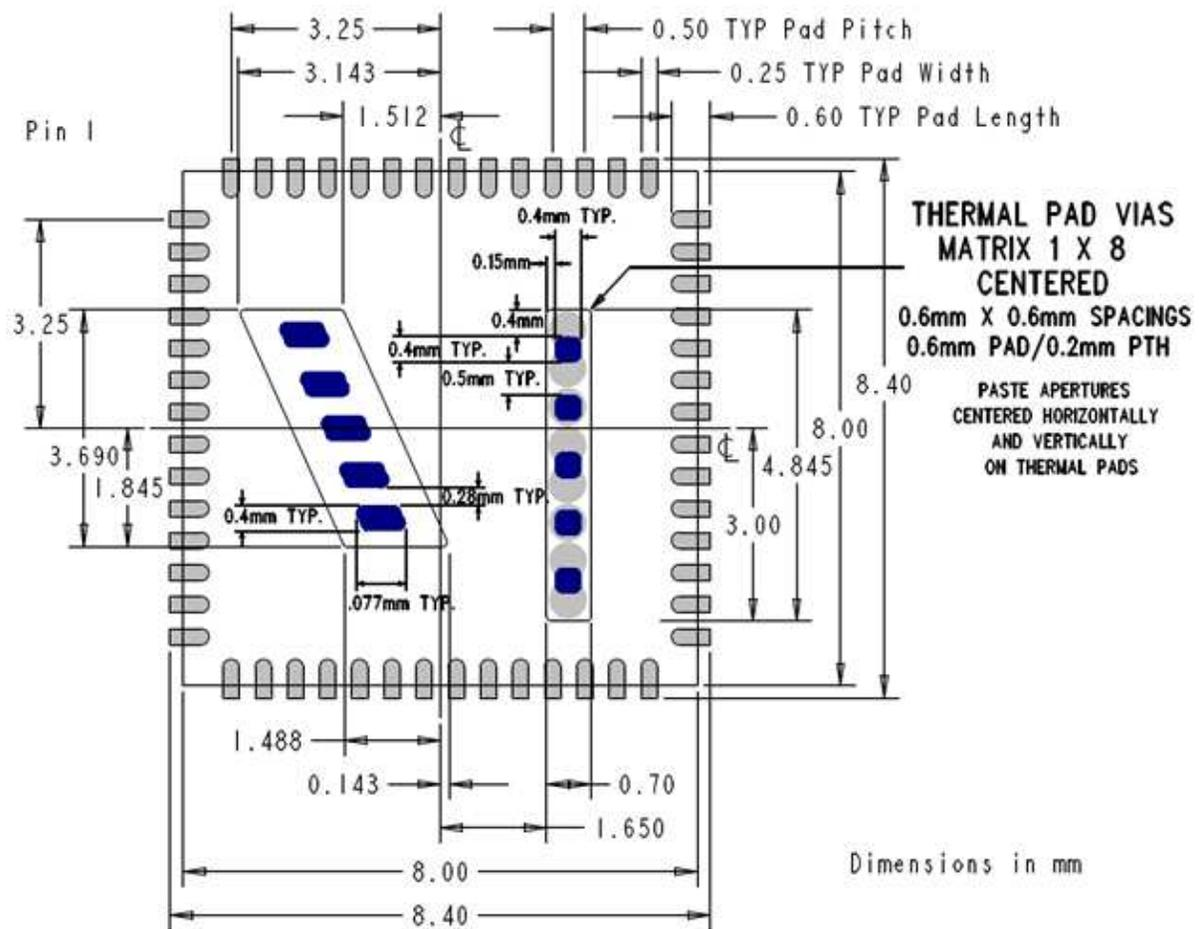 3.25
0.50 TYP Pad Pitch
3.143
0.25 TYP Pad Width
Pin 1
1.512
0.60 TYP Pad Length
CL
0.4mm TYP.
THERMAL PAD VIAS
MATRIX 1 X 8
CENTERED
0.15mm
0.6mm X 0.6mm SPACINGS
0.6mm PAD/0.2mm PTH
3.25
0.4mm
0.4mm TYP.
0.5mm TYP.
8.40
PASTE APERTURES
CENTERED HORIZONTALLY
AND VERTICALLY
ON THERMAL PADS
8.00
CL
3.690
4.845
1.845
0.28mm TYP.
0.4mm TYP.
3.00
.077mm TYP.
1.488
0.143
0.70
1.650
Dimensions in mm
8.00
8.40